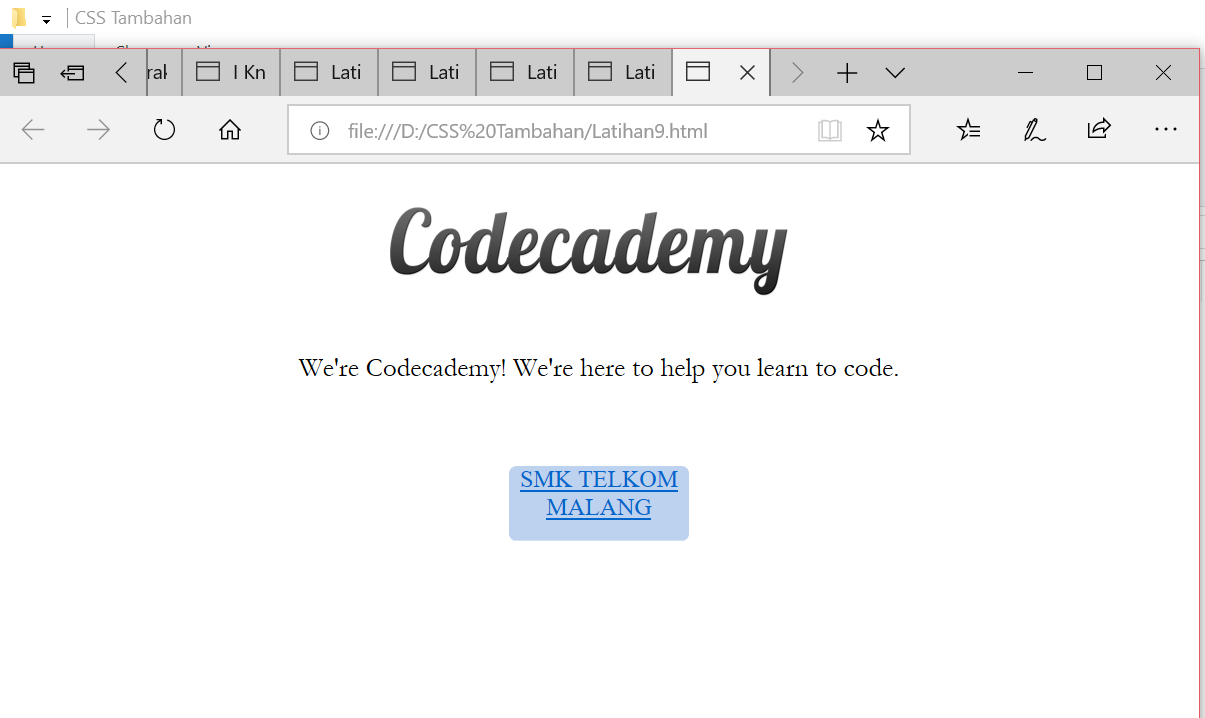 CSS Tambahan
I Kn
Lati
Lati
Lati
Lati
file:///D:/CSS%20Tambahan/Latihan9.html
Codecademy
We're Codecademy! We're here to help you learn to code.
SMK TELKOM
MALANG